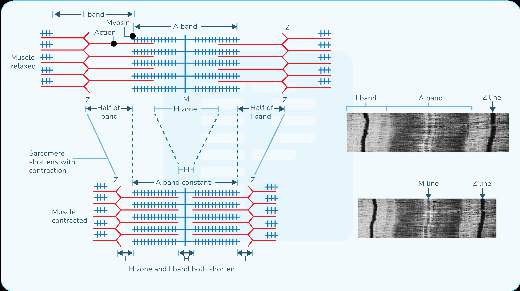 I band
Myosin
Action
A band
Z
Muscle
relaxed
Z
M
Z
Half of
band
H zone
Half of
I band
I band
A band
Z line
Sarcomere
shortens with
contraction
H
Z
A band constant
Z
Muscle
contracted
M line
Z line
H zone and I band both shorten